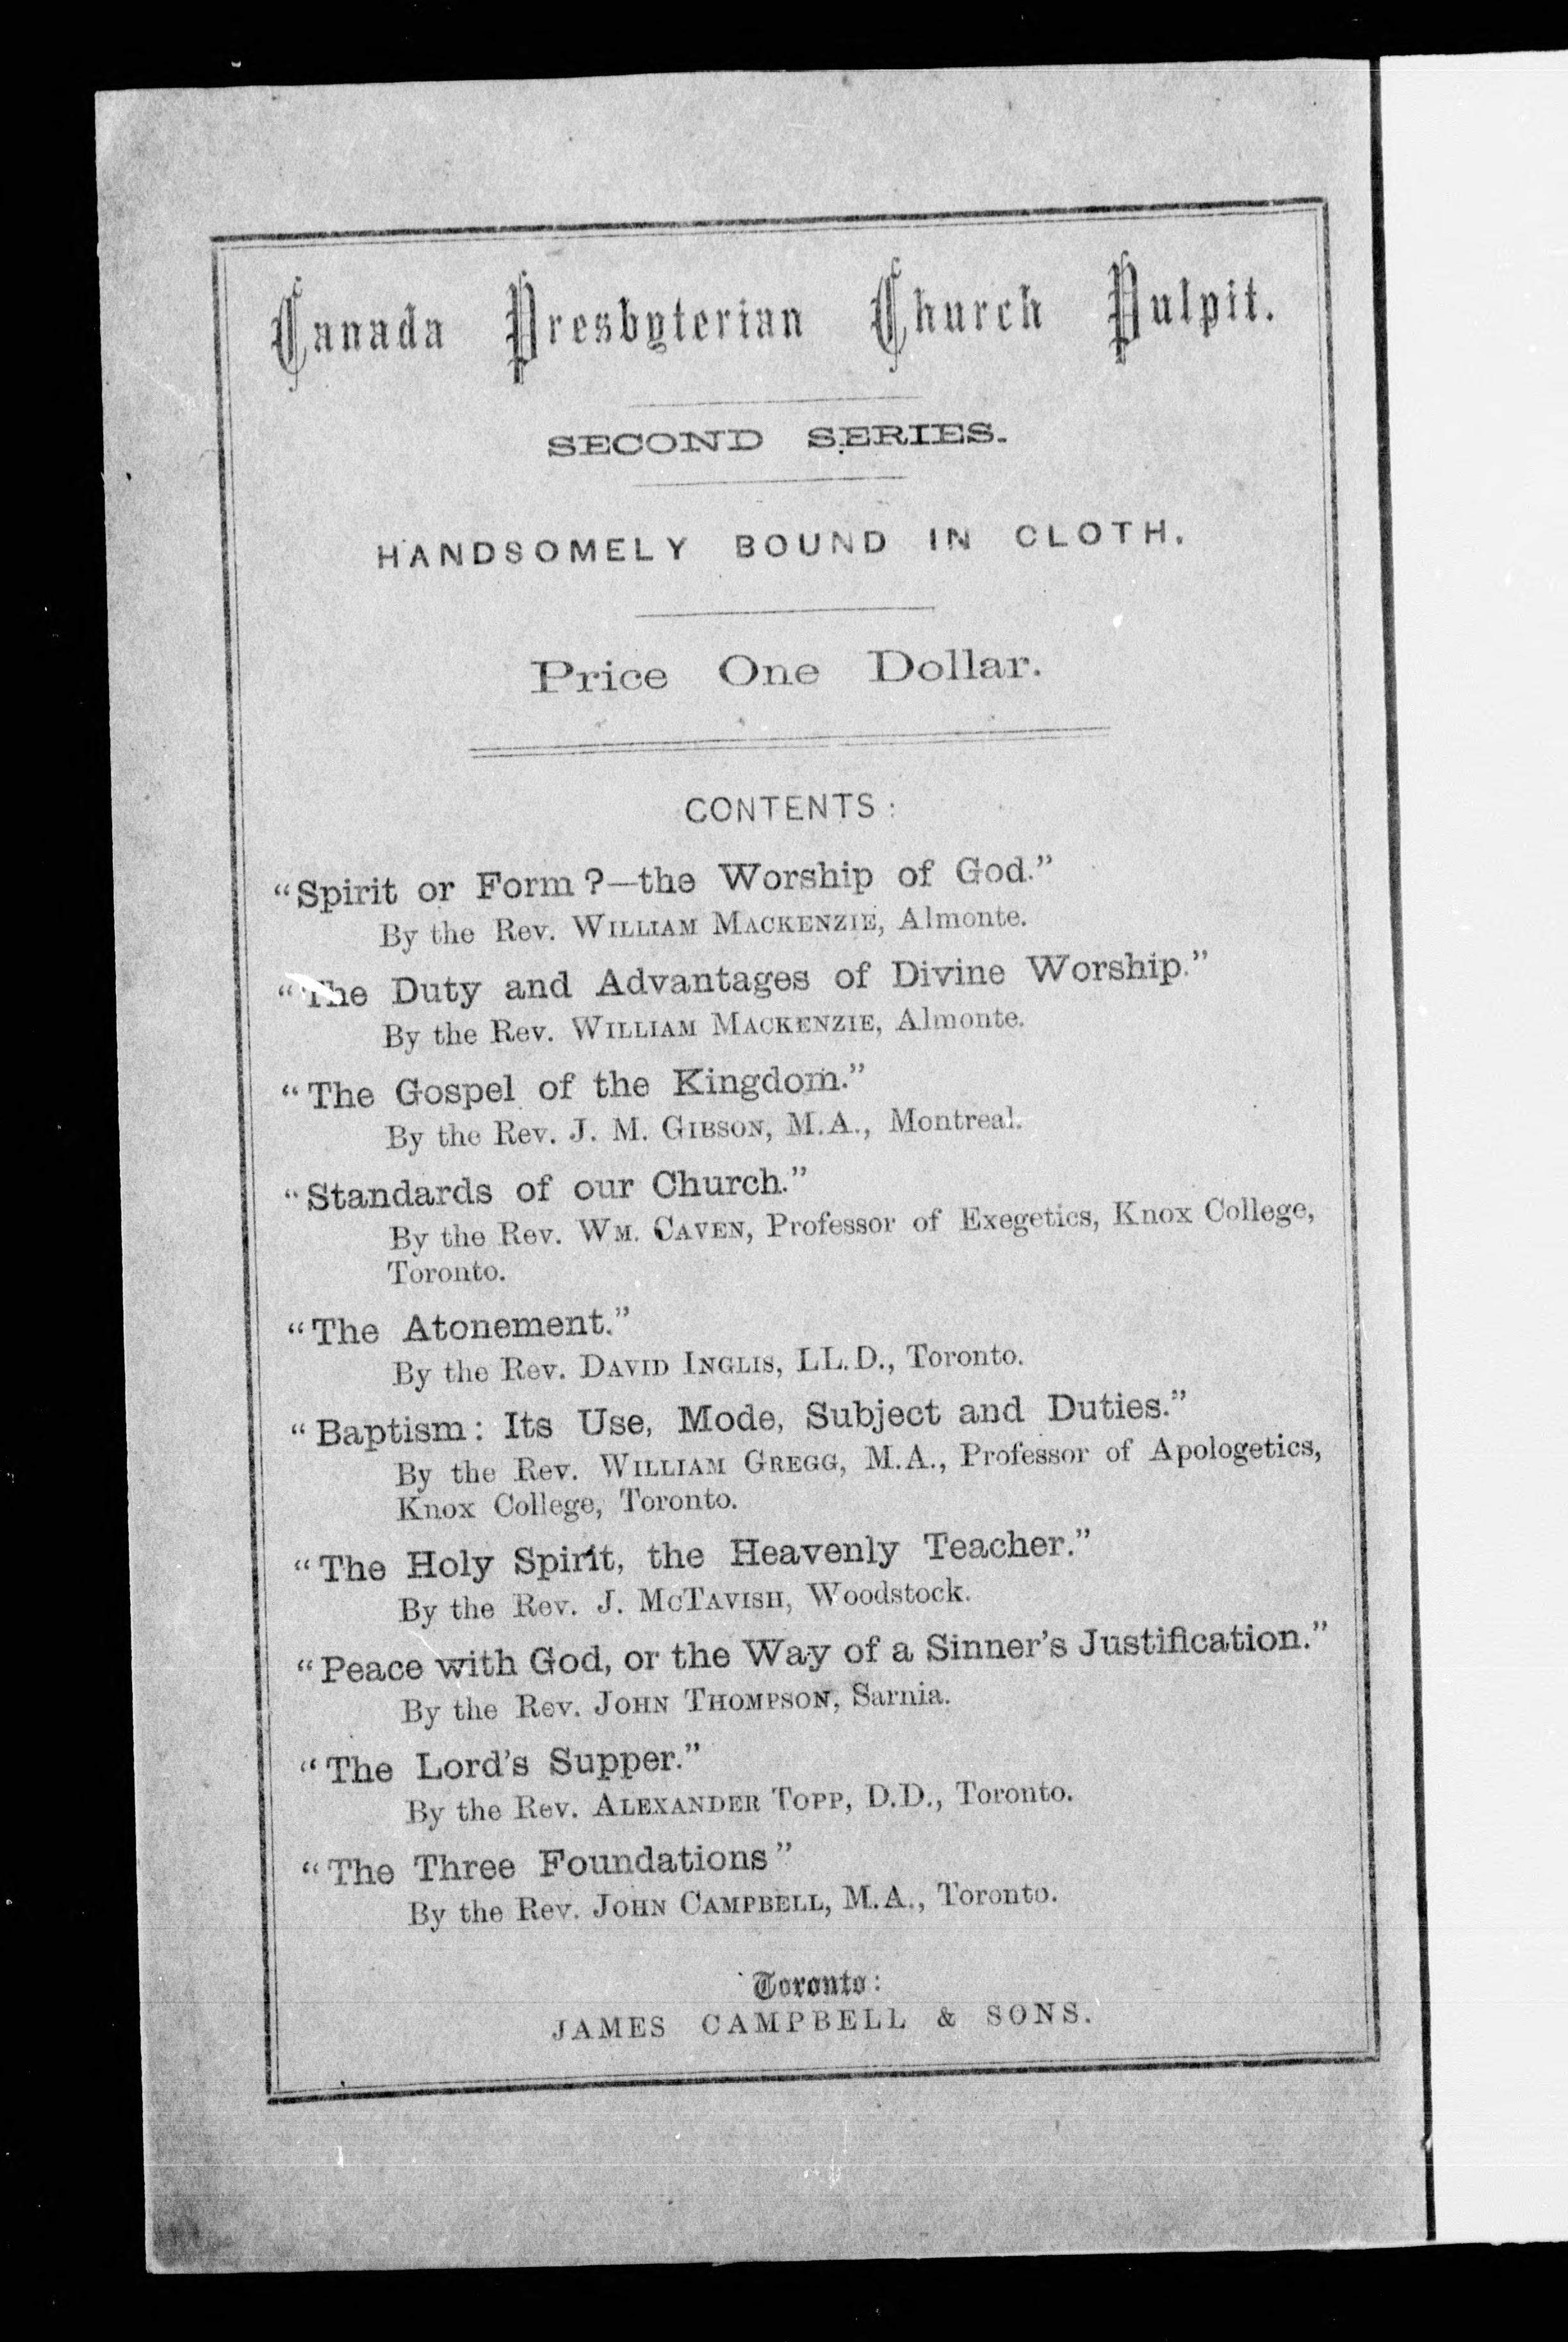 Canada Presbyterian Church Pulpit.
SECOND SERIES.
HANDSOMELY BOUND IN CLOTH.
Price One Dollar.
CONTENTS:
“Spirit or Form?—the Worship of God.”
By the Rev. WILLIAM MACKENZIE, Almonte.
“The Duty and Advantages of Divine Worship.”
By the Rev. WILLIAM MACKENZIE, Almonte.
“The Gospel of the Kingdom.”
By the Rev. J. M. GIBSON, M.A., Montreal.
“Standards of our Church.”
By the Rev. WM. CAVEN, Professor of Exegetics, Knox College,
Toronto.
“The Atonement.”
By the Rev. DAVID INGLIS, LL.D., Toronto.
“Baptism: Its Use, Mode, Subject and Duties.”
By the Rev. WILLIAM GREGG, M.A., Professor of Apologetics,
Knox College, Toronto.
“The Holy Spirit, the Heavenly Teacher.”
By the Rev. J. MCTAVISH, Woodstock.
“Peace with God, or the Way of a Sinner’s Justification.”
By the Rev. JOHN THOMPSON, Sarnia.
“The Lord’s Supper.”
By the Rev. ALEXANDER TOPP, D.D., Toronto.
“The Three Foundations”
By the Rev. JOHN CAMPBELL, M.A., Toronto.
Toronto:
JAMES CAMPBELL & SONS.